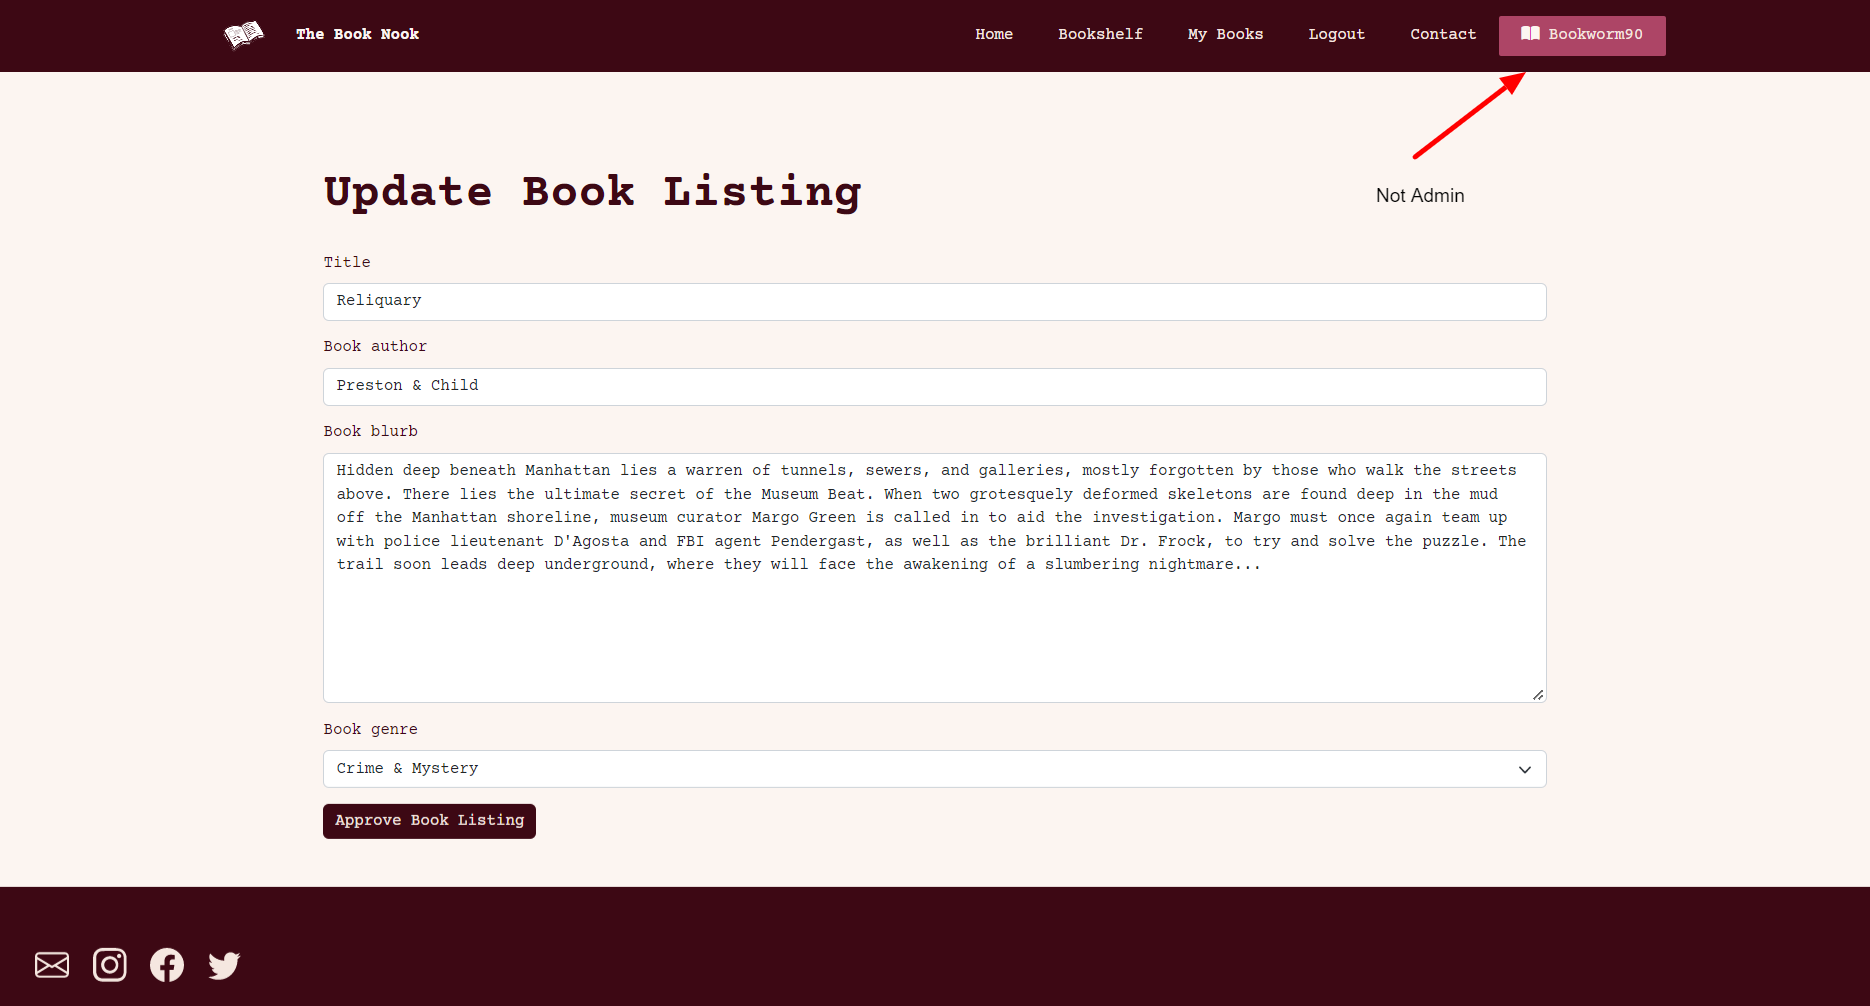 The Book Nook
Home
Bookshelf
My Books
Logout
Contact
Bookworm90
Update Book Listing
Not Admin
Title
Reliquary
Book author
Preston & Child
Book blurb
Hidden deep beneath Manhattan lies a warren of tunnels, sewers, and galleries, mostly forgotten by those who walk the streets
above. There lies the ultimate secret of the Museum Beat. When two grotesquely deformed skeletons are found deep in the mud
off the Manhattan shoreline, museum curator Margo Green is called in to aid the investigation. Margo must once again team up
with police lieutenant D'Agosta and FBI agent Pendergast, as well as the brilliant Dr. Frock, to try and solve the puzzle. The
trail soon leads deep underground, where they will face the awakening of a slumbering nightmare...
Book genre
Crime & Mystery
Approve Book Listing